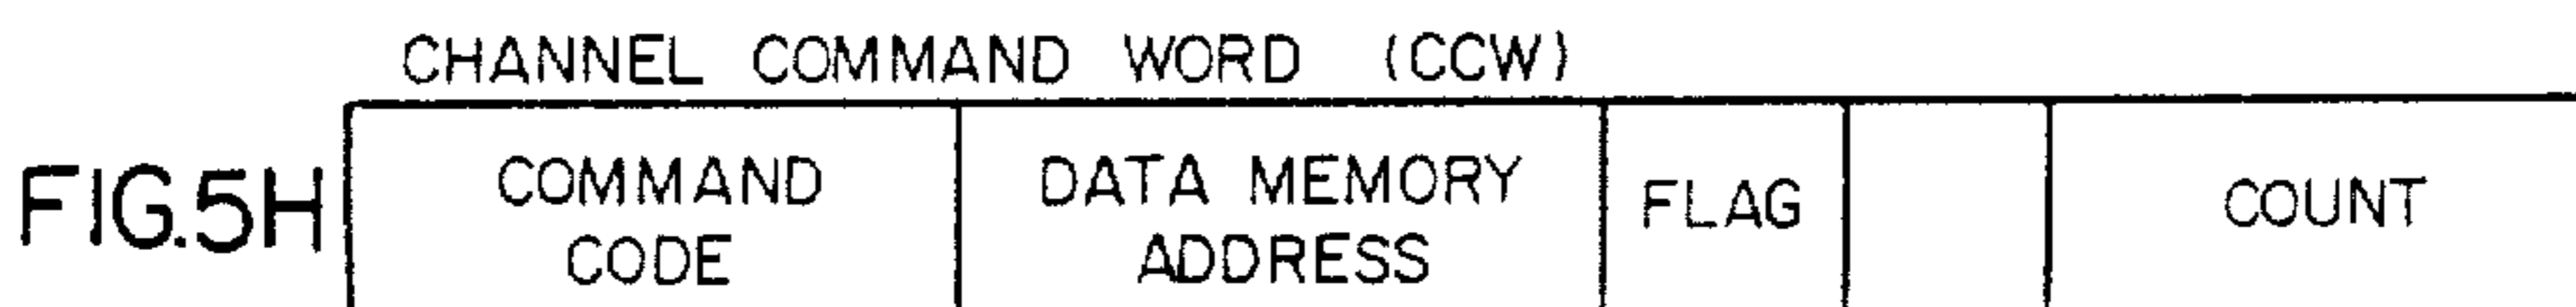 CHANNEL COMMAND WORD (CCW)
FIG.5H
COMMAND
CODE
DATA MEMORY
ADDRESS
FLAG
COUNT